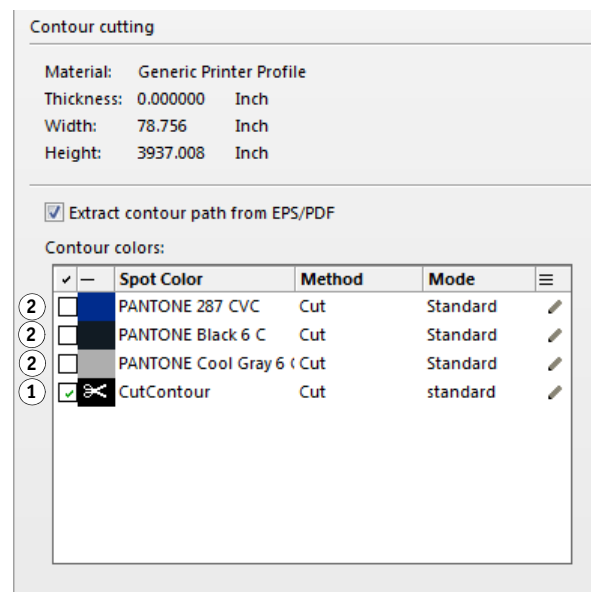 Contour cutting
Material: Generic Printer Profile
Thickness: 0.000000 Inch
Width: 78.756 Inch
Height: 3937.008 Inch
Extract contour path from EPS/PDF
Contour colors:
Spot Color Method Mode
2 PANTONE 287 CVC Cut Standard
2 PANTONE Black 6 C Cut Standard
2 PANTONE Cool Gray 6 ( Cut Standard
1 CutContour Cut standard